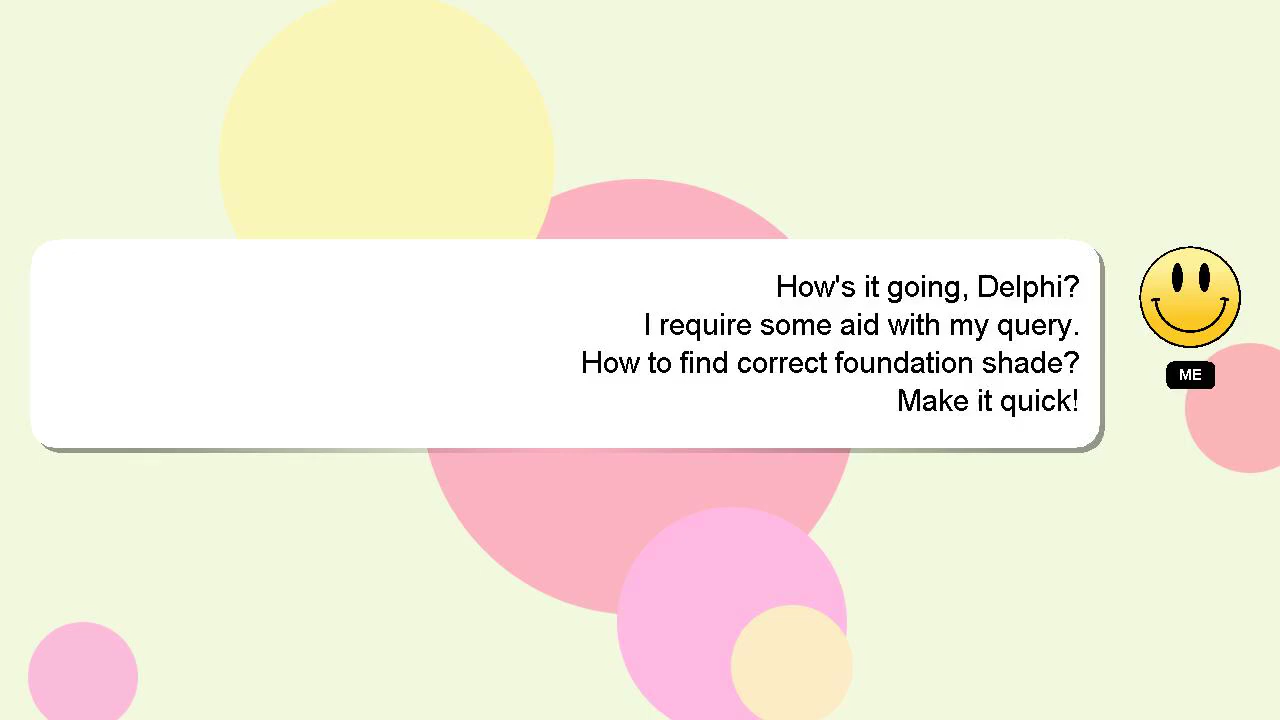 How's it going, Delphi?
I require some aid with my query.
How to find correct foundation shade?
Make it quick!
ME